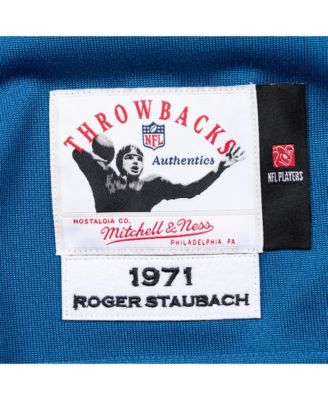 THROWBACKS
NFL
Authentics
NFL PLAYERS
NOSTALGIA CO.
Mitchell & Ness
PHILADELPHIA, PA
1971
ROGER STAUBACH